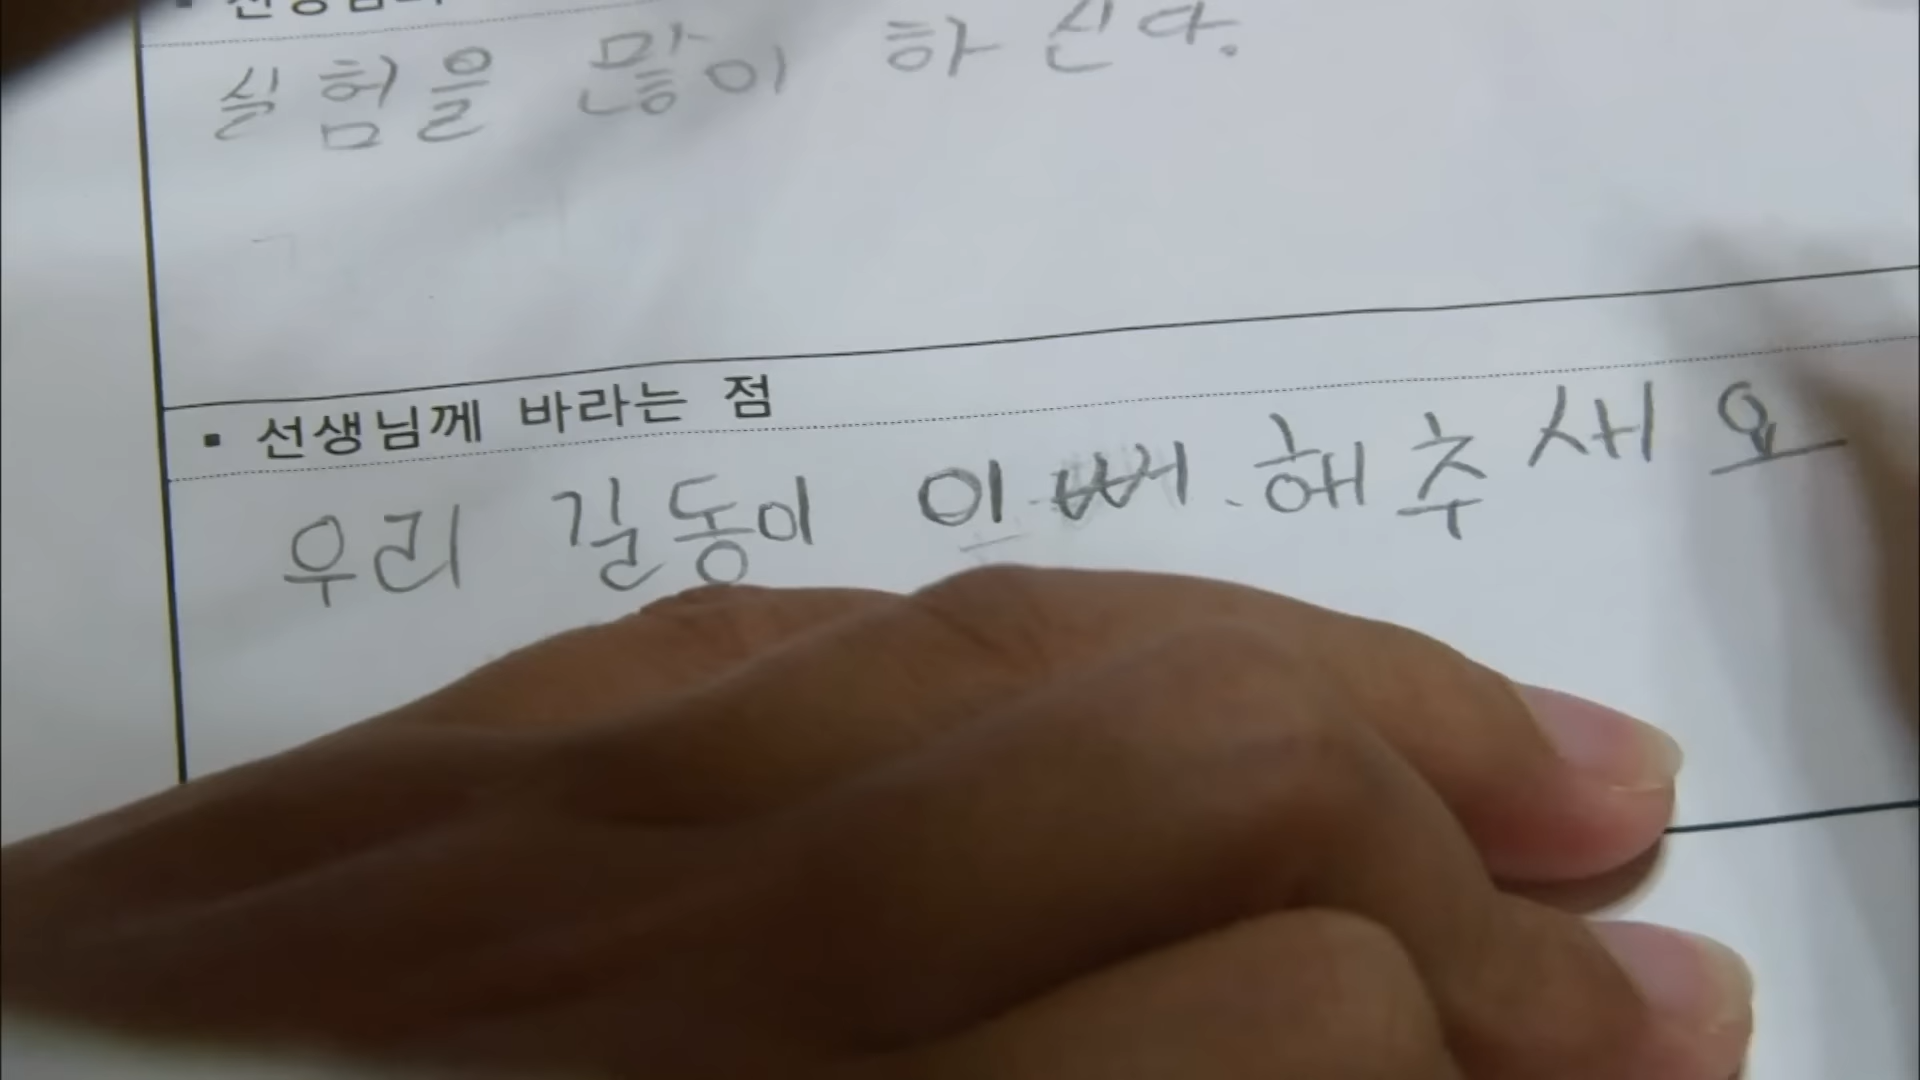 실험을 많이 하신다.
▪ 선생님께 바라는 점
우리 길동이 이뻐해추세요